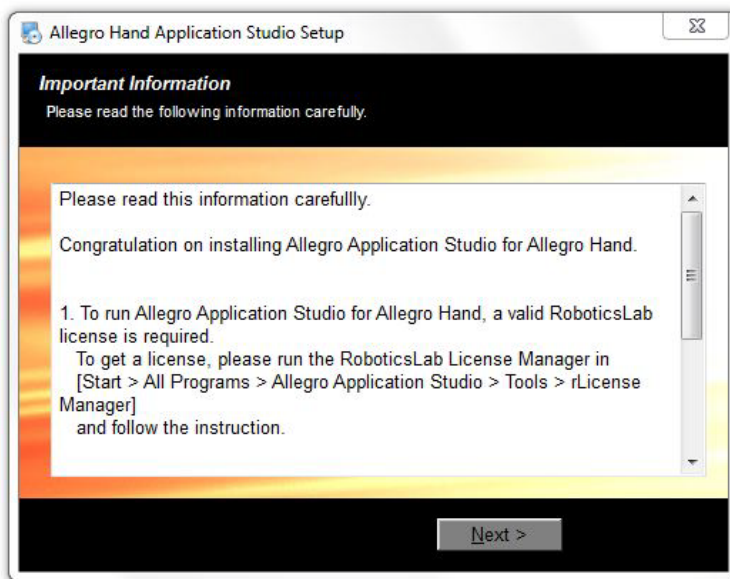 Allegro Hand Application Studio Setup
Important Information
Please read the following information carefully.
Please read this information carefullly.
Congratulation on installing Allegro Application Studio for Allegro Hand.
1. To run Allegro Application Studio for Allegro Hand, a valid RoboticsLab
license is required.
To get a license, please run the RoboticsLab License Manager in
[Start > All Programs > Allegro Application Studio > Tools > rLicense
Manager]
and follow the instruction.
Next >